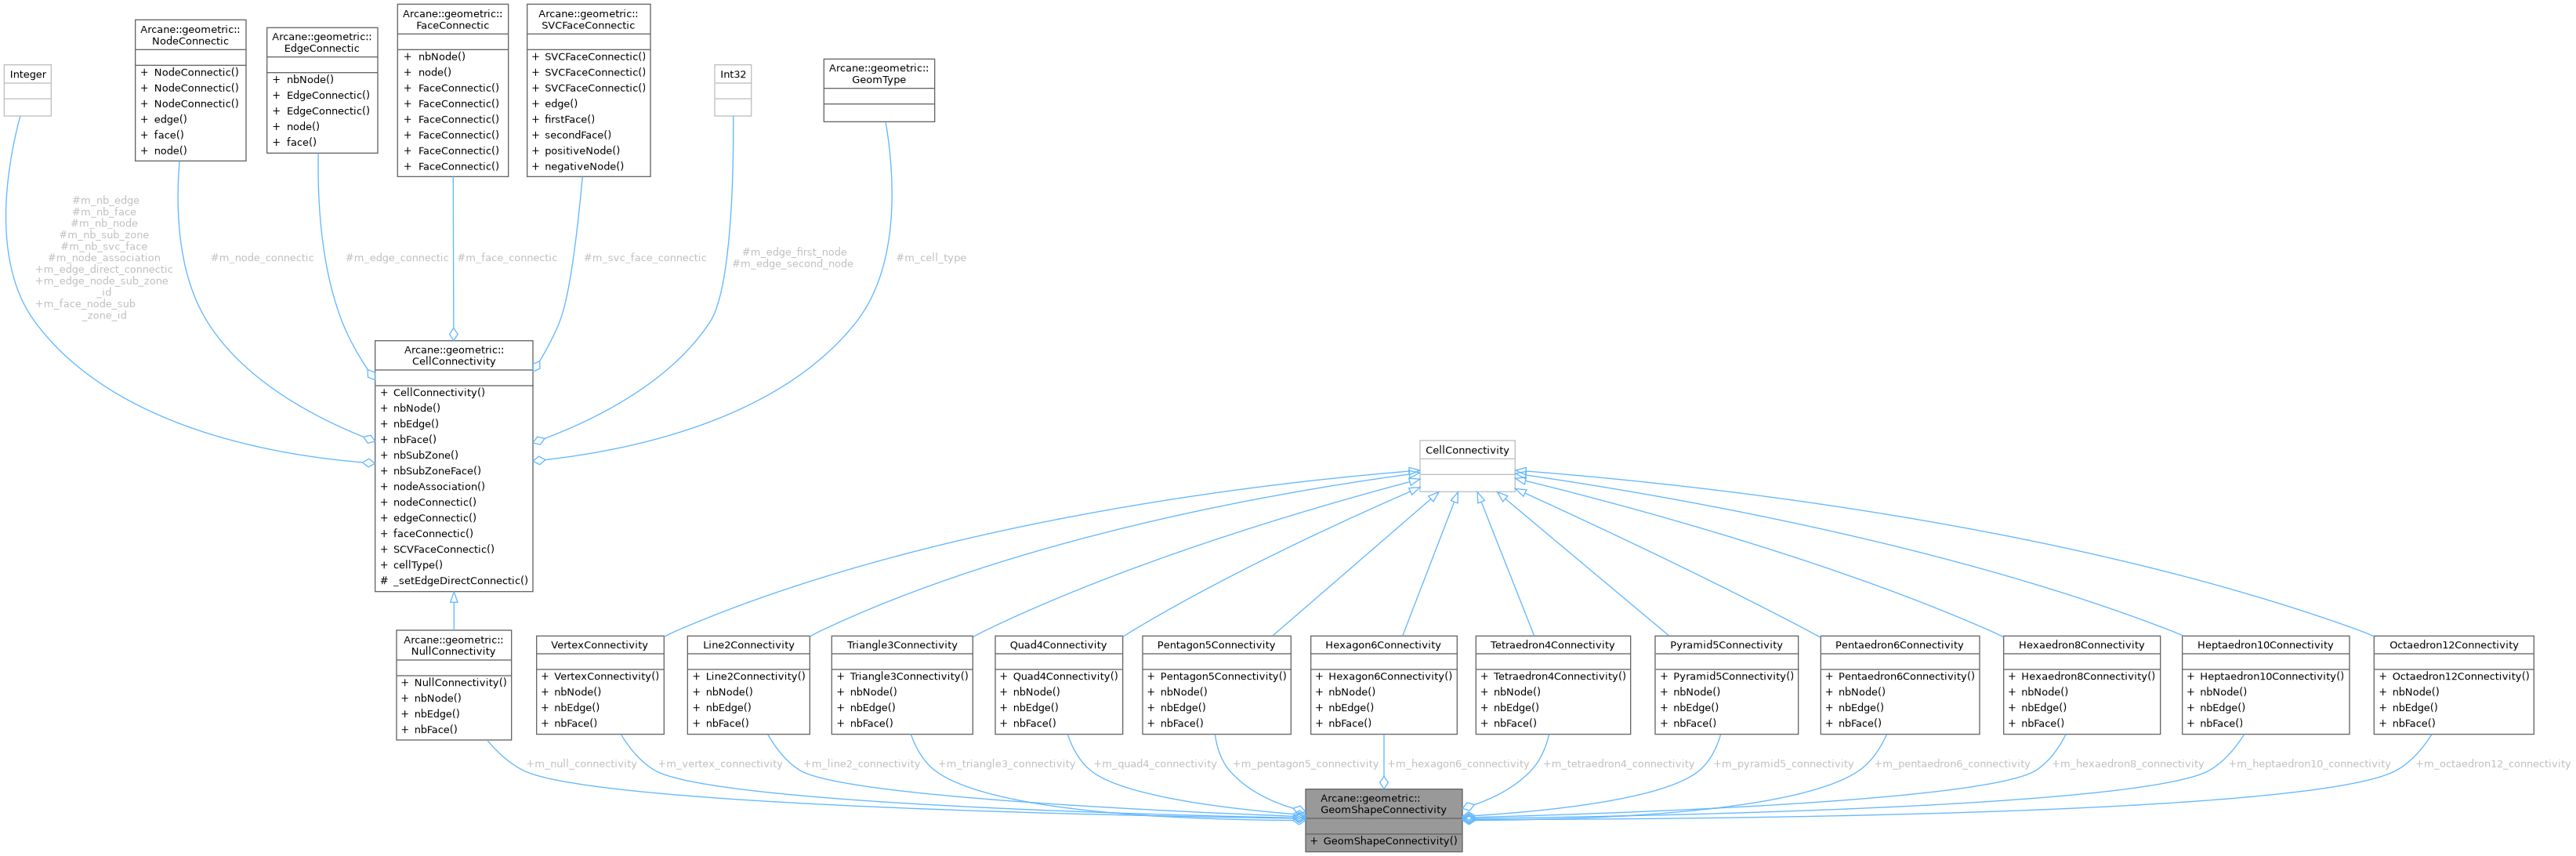 Integer
Arcane::geometric::
NodeConnectic
+ NodeConnectic()
+ NodeConnectic()
+ NodeConnectic()
+ edge()
+ face()
+ node()
Arcane::geometric::
EdgeConnectic
+ nbNode()
+ EdgeConnectic()
+ EdgeConnectic()
+ node()
+ face()
Arcane::geometric::
FaceConnectic
+ nbNode()
+ node()
+ FaceConnectic()
+ FaceConnectic()
+ FaceConnectic()
+ FaceConnectic()
+ FaceConnectic()
+ FaceConnectic()
Arcane::geometric::
SVCFaceConnectic
+ SVCFaceConnectic()
+ SVCFaceConnectic()
+ SVCFaceConnectic()
+ edge()
+ firstFace()
+ secondFace()
+ positiveNode()
+ negativeNode()
Int32
Arcane::geometric::
GeomType
#m_nb_edge
#m_nb_face
#m_nb_node
#m_nb_sub_zone
#m_nb_svc_face
#m_node_association
+m_edge_direct_connectic
+m_edge_node_sub_zone
_id
+m_face_node_sub
_zone_id
#m_node_connectic
#m_edge_connectic
#m_face_connectic
#m_svc_face_connectic
#m_edge_first_node
#m_edge_second_node
#m_cell_type
Arcane::geometric::
CellConnectivity
+ CellConnectivity()
+ nbNode()
+ nbEdge()
+ nbFace()
+ nbSubZone()
+ nbSubZoneFace()
+ nodeAssociation()
+ nodeConnectic()
+ edgeConnectic()
+ faceConnectic()
+ SCVFaceConnectic()
+ cellType()
# _setEdgeDirectConnectic()
CellConnectivity
Arcane::geometric::
NullConnectivity
+ NullConnectivity()
+ nbNode()
+ nbEdge()
+ nbFace()
VertexConnectivity
+ VertexConnectivity()
+ nbNode()
+ nbEdge()
+ nbFace()
Line2Connectivity
+ Line2Connectivity()
+ nbNode()
+ nbEdge()
+ nbFace()
Triangle3Connectivity
+ Triangle3Connectivity()
+ nbNode()
+ nbEdge()
+ nbFace()
Quad4Connectivity
+ Quad4Connectivity()
+ nbNode()
+ nbEdge()
+ nbFace()
Pentagon5Connectivity
+ Pentagon5Connectivity()
+ nbNode()
+ nbEdge()
+ nbFace()
Hexagon6Connectivity
+ Hexagon6Connectivity()
+ nbNode()
+ nbEdge()
+ nbFace()
Tetraedron4Connectivity
+ Tetraedron4Connectivity()
+ nbNode()
+ nbEdge()
+ nbFace()
Pyramid5Connectivity
+ Pyramid5Connectivity()
+ nbNode()
+ nbEdge()
+ nbFace()
Pentaedron6Connectivity
+ Pentaedron6Connectivity()
+ nbNode()
+ nbEdge()
+ nbFace()
Hexaedron8Connectivity
+ Hexaedron8Connectivity()
+ nbNode()
+ nbEdge()
+ nbFace()
Heptaedron10Connectivity
+ Heptaedron10Connectivity()
+ nbNode()
+ nbEdge()
+ nbFace()
Octaedron12Connectivity
+ Octaedron12Connectivity()
+ nbNode()
+ nbEdge()
+ nbFace()
+m_null_connectivity
+m_vertex_connectivity
+m_line2_connectivity
+m_triangle3_connectivity
+m_quad4_connectivity
+m_pentagon5_connectivity
+m_hexagon6_connectivity
+m_tetraedron4_connectivity
+m_pyramid5_connectivity
+m_pentaedron6_connectivity
+m_hexaedron8_connectivity
+m_heptaedron10_connectivity
+m_octaedron12_connectivity
Arcane::geometric::
GeomShapeConnectivity
+ GeomShapeConnectivity()